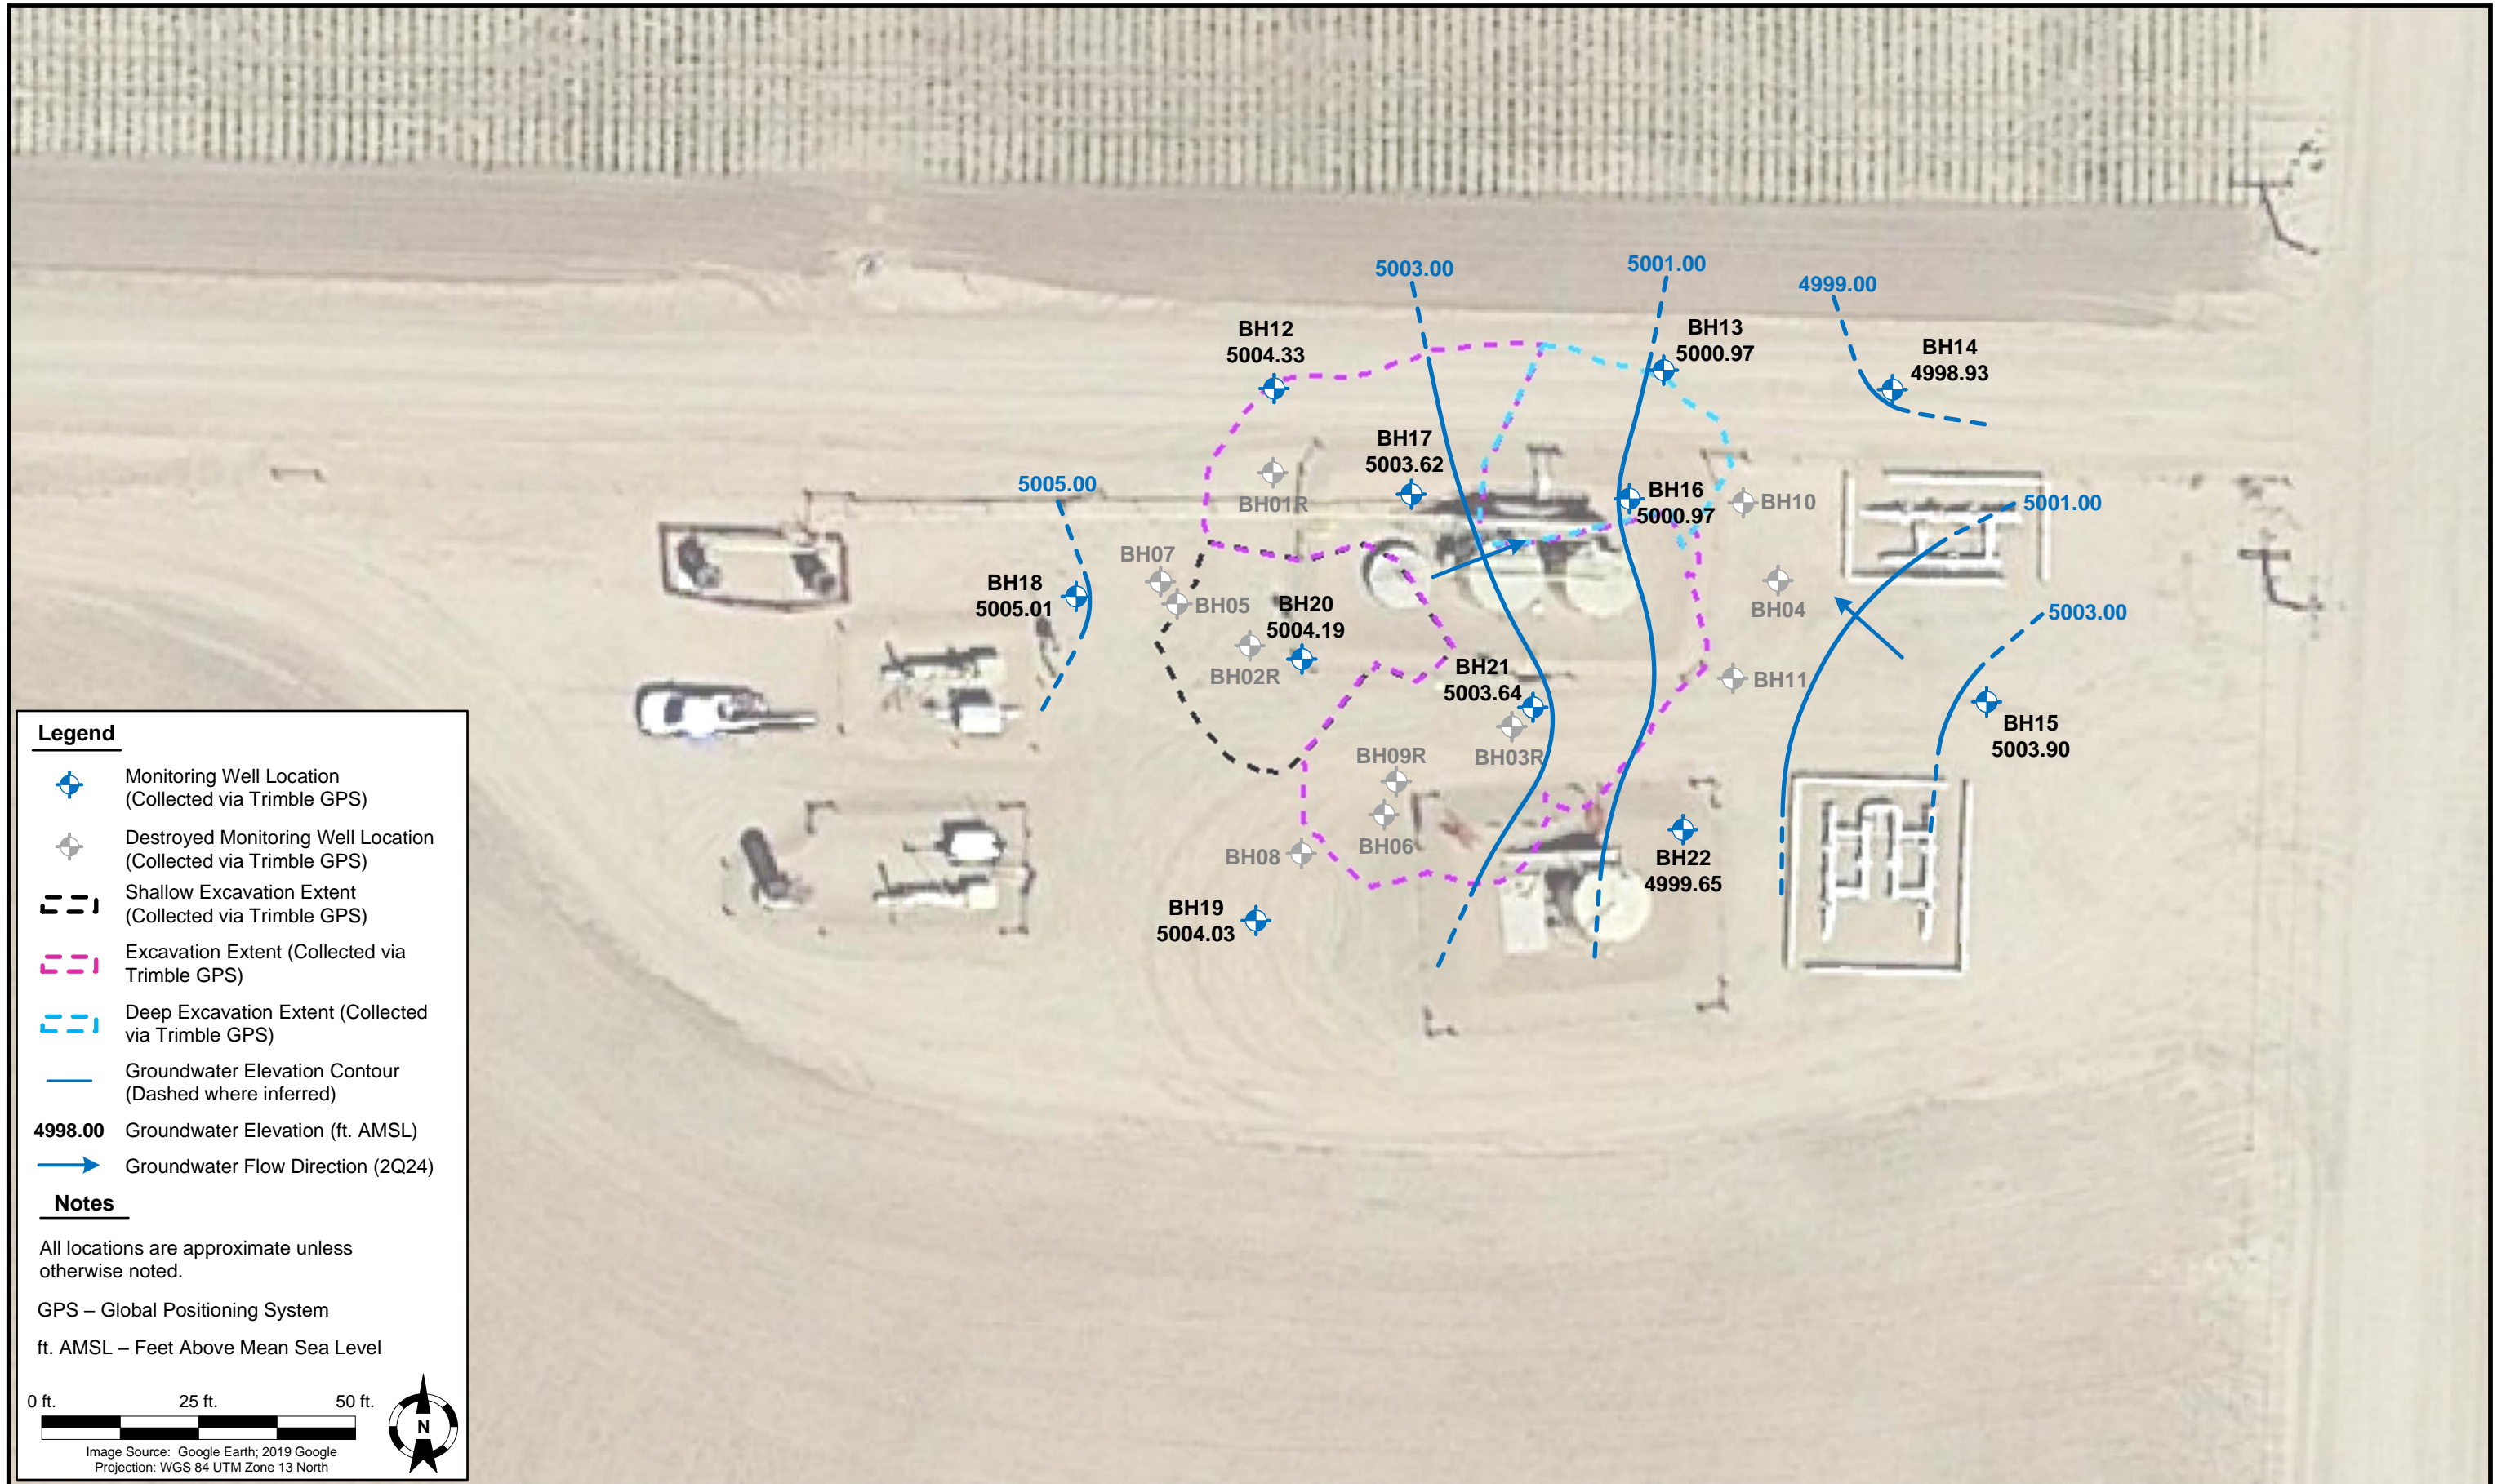 5003.00
5001.00
4999.00
BH12
5004.33
BH13
5000.97
BH14
4998.93
BH17
5003.62
BH01R
BH16
5000.97
BH10
5001.00
5005.00
BH07
BH18
5005.01
BH05
BH20
5004.19
BH02R
BH04
5003.00
BH21
5003.64
BH11
BH03R
BH15
5003.90
BH09R
BH06
BH08
BH22
4999.65
BH19
5004.03
Legend
Monitoring Well Location
(Collected via Trimble GPS)
Destroyed Monitoring Well Location
(Collected via Trimble GPS)
Shallow Excavation Extent
(Collected via Trimble GPS)
Excavation Extent (Collected via
Trimble GPS)
Deep Excavation Extent (Collected
via Trimble GPS)
Groundwater Elevation Contour
(Dashed where inferred)
4998.00 Groundwater Elevation (ft. AMSL)
Groundwater Flow Direction (2Q24)
Notes
All locations are approximate unless
otherwise noted.
GPS – Global Positioning System
ft. AMSL – Feet Above Mean Sea Level
0 ft. 25 ft. 50 ft.
N
Image Source: Google Earth; 2019 Google
Projection: WGS 84 UTM Zone 13 North